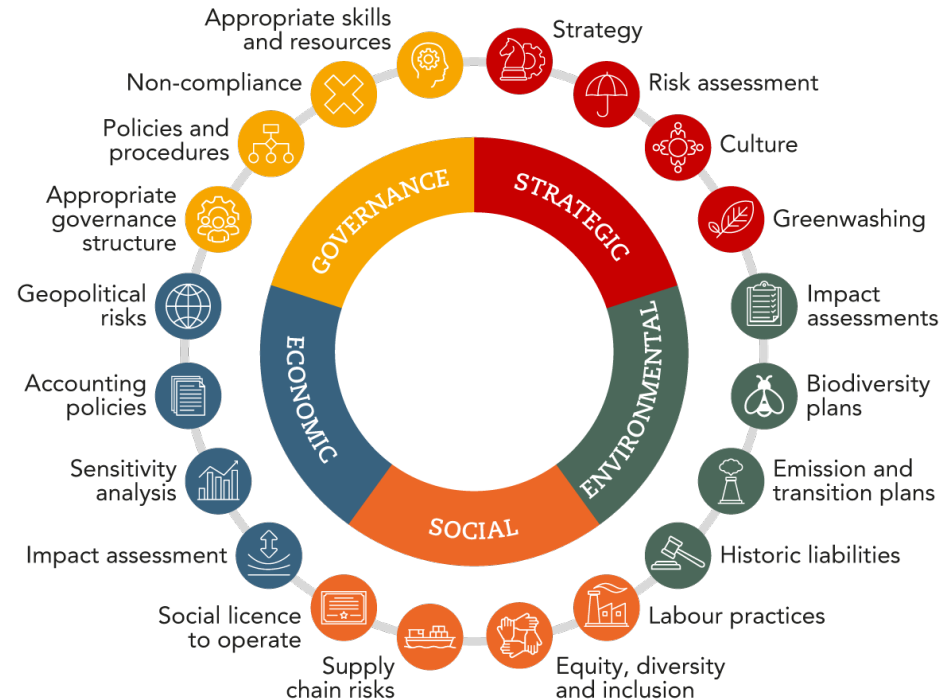 Appropriate skills
and resources
Strategy
Non-compliance
Risk assessment
Policies and
procedures
Culture
Appropriate
governance
structure
Greenwashing
GOVERNANCE
STRATEGIC
Geopolitical
risks
Impact
assessments
ECONOMIC
ENVIRONMENTAL
Accounting
policies
Biodiversity
plans
Sensitivity
analysis
Emission and
transition plans
SOCIAL
Impact assessment
Historic liabilities
Social licence
to operate
Labour practices
Supply
chain risks
Equity, diversity
and inclusion